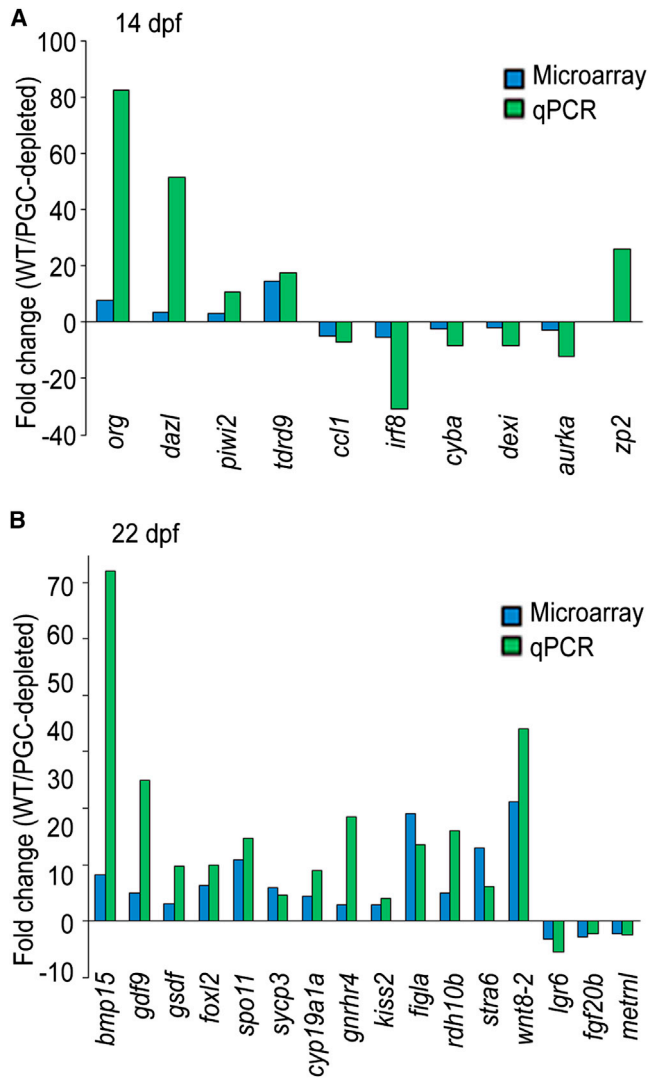 A
14 dpf
Microarray
qPCR
Fold change (WT/PGC-depleted)
100
80
60
40
20
0
-20
-40
org dazl piwi2 tdrd9 ccl1 irf8 cyba dexi aurka zp2
B
22 dpf
Microarray
qPCR
Fold change (WT/PGC-depleted)
70
60
50
40
30
20
10
0
-10
bmp15 gdf9 gsdf foxl2 spo11 sycp3 cyp19a1a gnrhr4 kiss2 figla rdh10b stra6 wnt8-2 lgr6 fgf20b metrnl